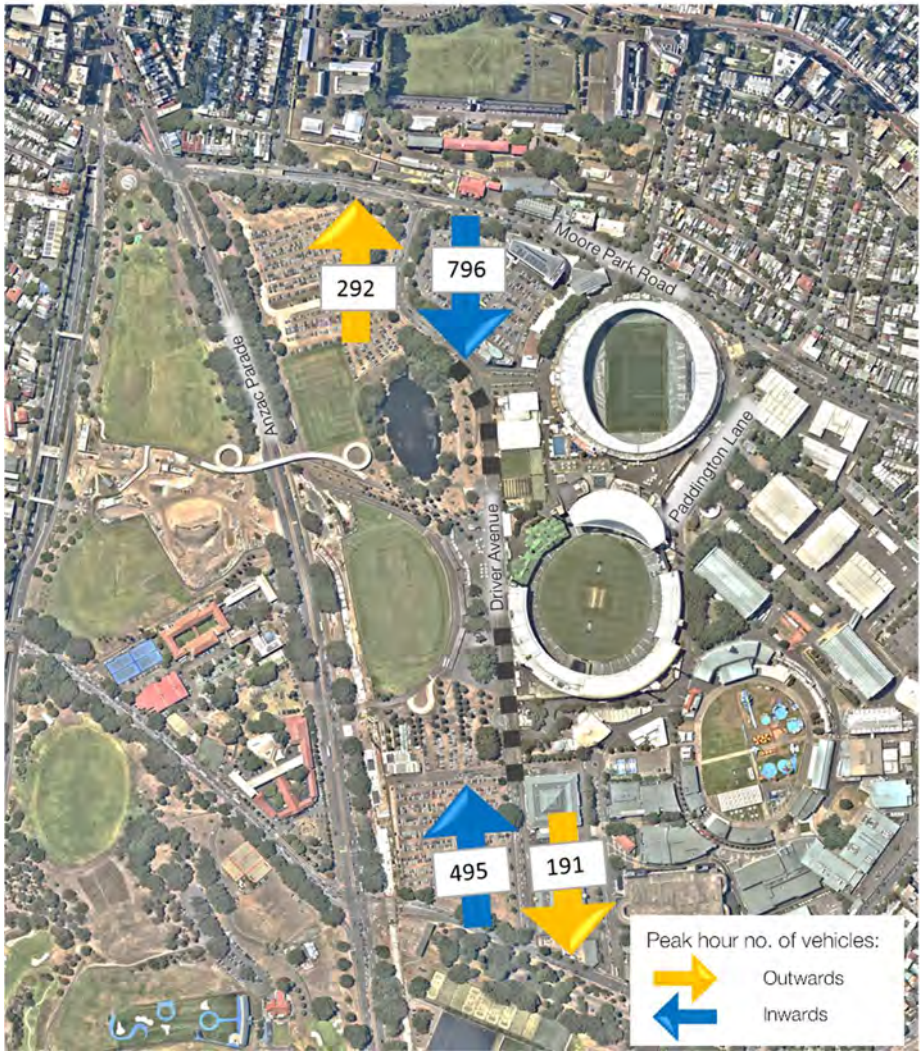 292
796
Moore Park Road
Anzac Parade
Paddington Lane
Driver Avenue
495
191
Peak hour no. of vehicles:
Outwards
Inwards